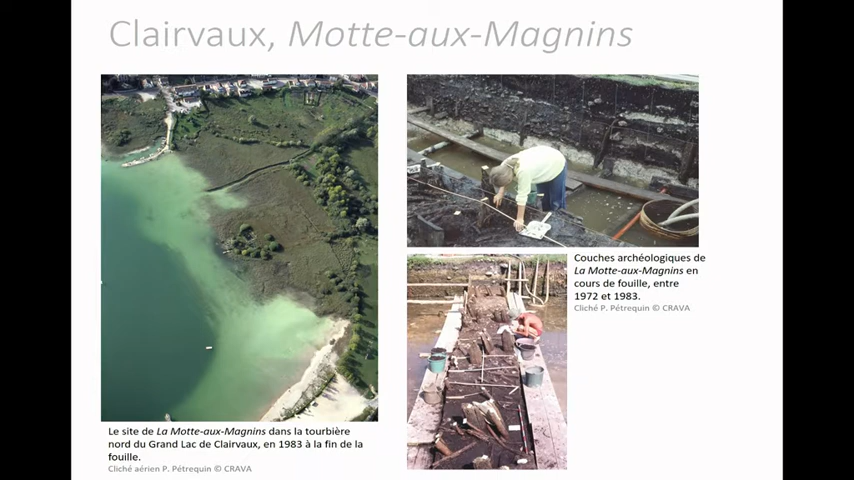 Clairvaux, Motte-aux-Magnins
Couches archéologiques de
La Motte-aux-Magnins en
cours de fouille, entre
1972 et 1983.
Cliché P. Pétrequin © CRAVA
Le site de La Motte-aux-Magnins dans la tourbière
nord du Grand Lac de Clairvaux, en 1983 à la fin de la
fouille.
Cliché aérien P. Pétrequin © CRAVA